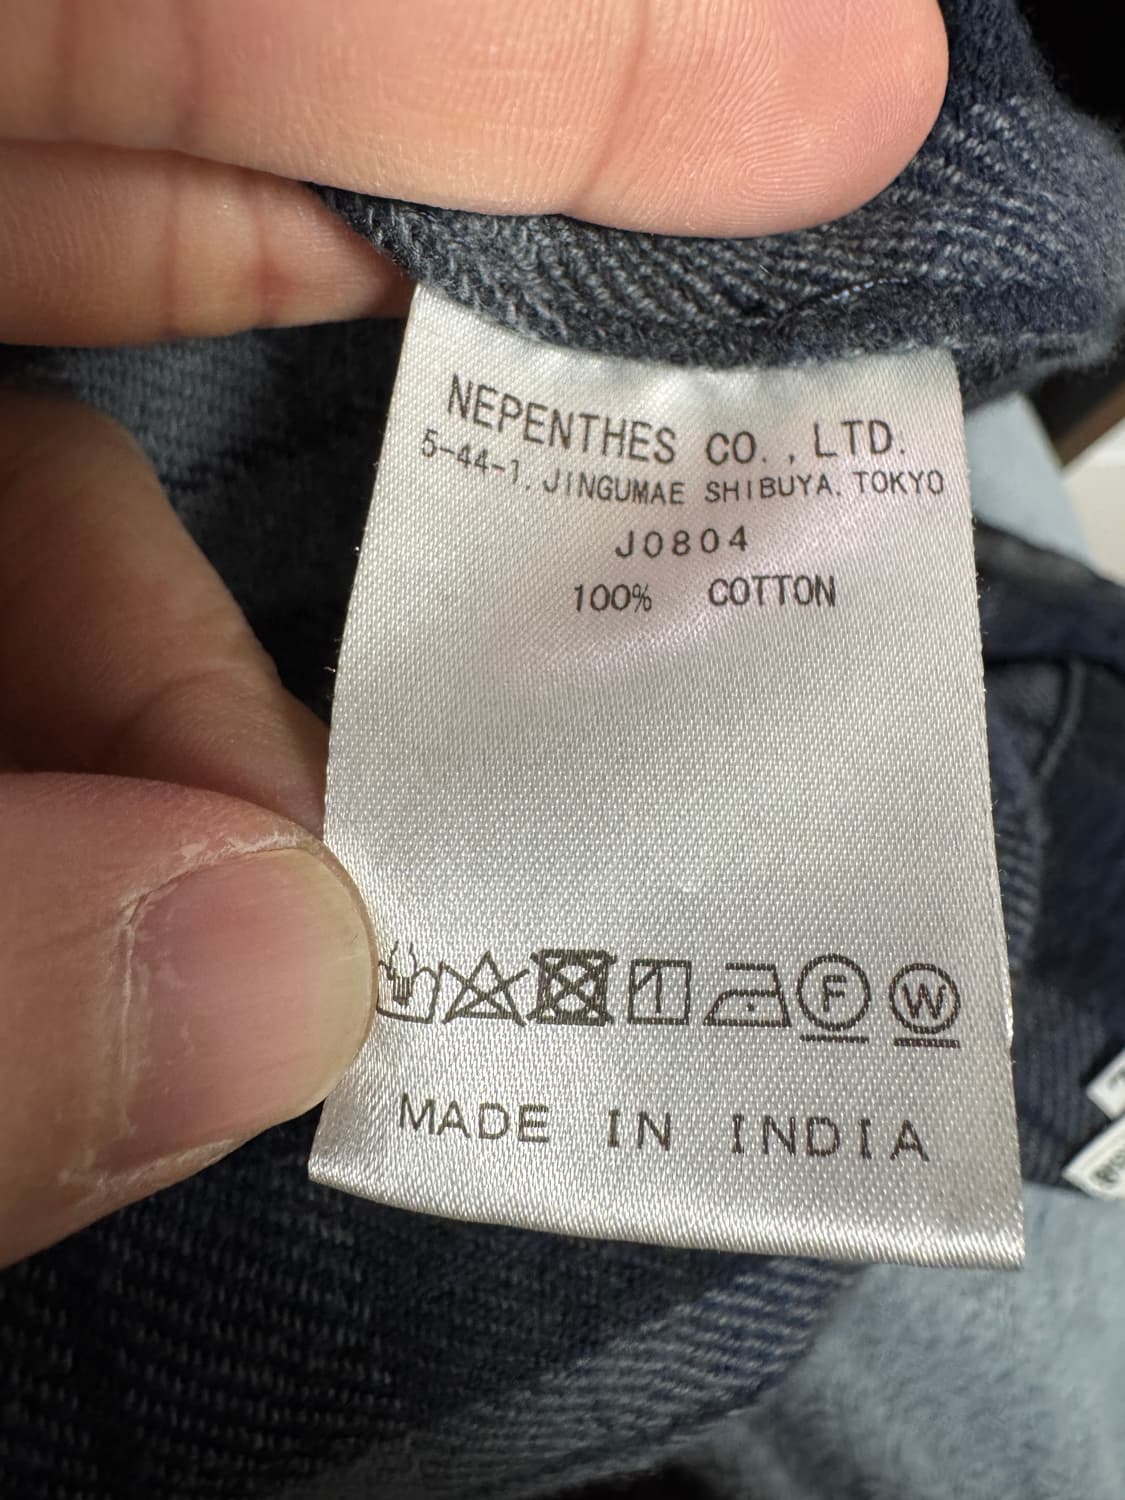 NEPENTHES CO., LTD.
5-44-1, JINGUMAE SHIBUYA, TOKYO
J0804
100% COTTON
F W
MADE IN INDIA